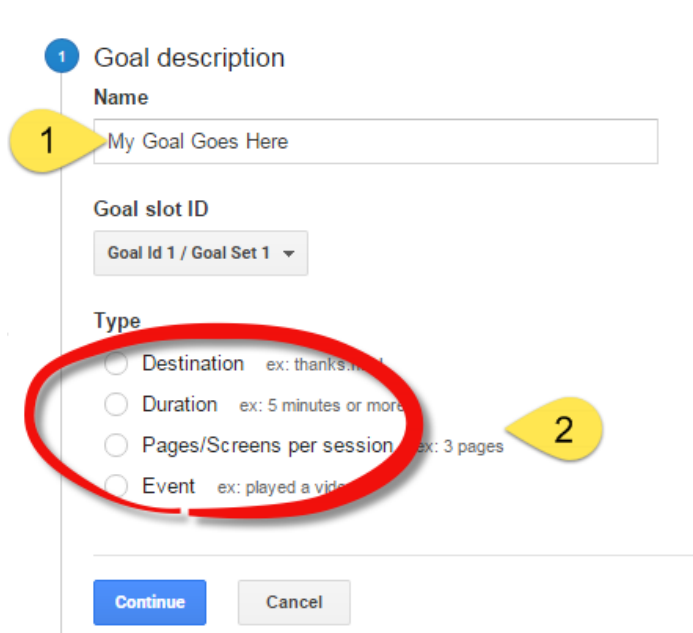 1 Goal description
Name
1 My Goal Goes Here
Goal slot ID
Goal Id 1 / Goal Set 1
Type
Destination ex: thanks.
Duration ex: 5 minutes or more
Pages/Screens per session ex: 3 pages
2
Event ex: played a video
Continue Cancel